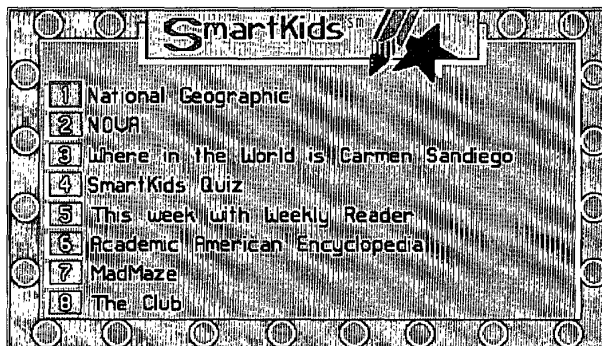 SmartKids℠
1 National Geographic
2 NOVA
3 Where in the World is Carmen Sandiego
4 SmartKids Quiz
5 This week with Weekly Reader
6 Academic American Encyclopedia
7 MadMaze
8 The Club